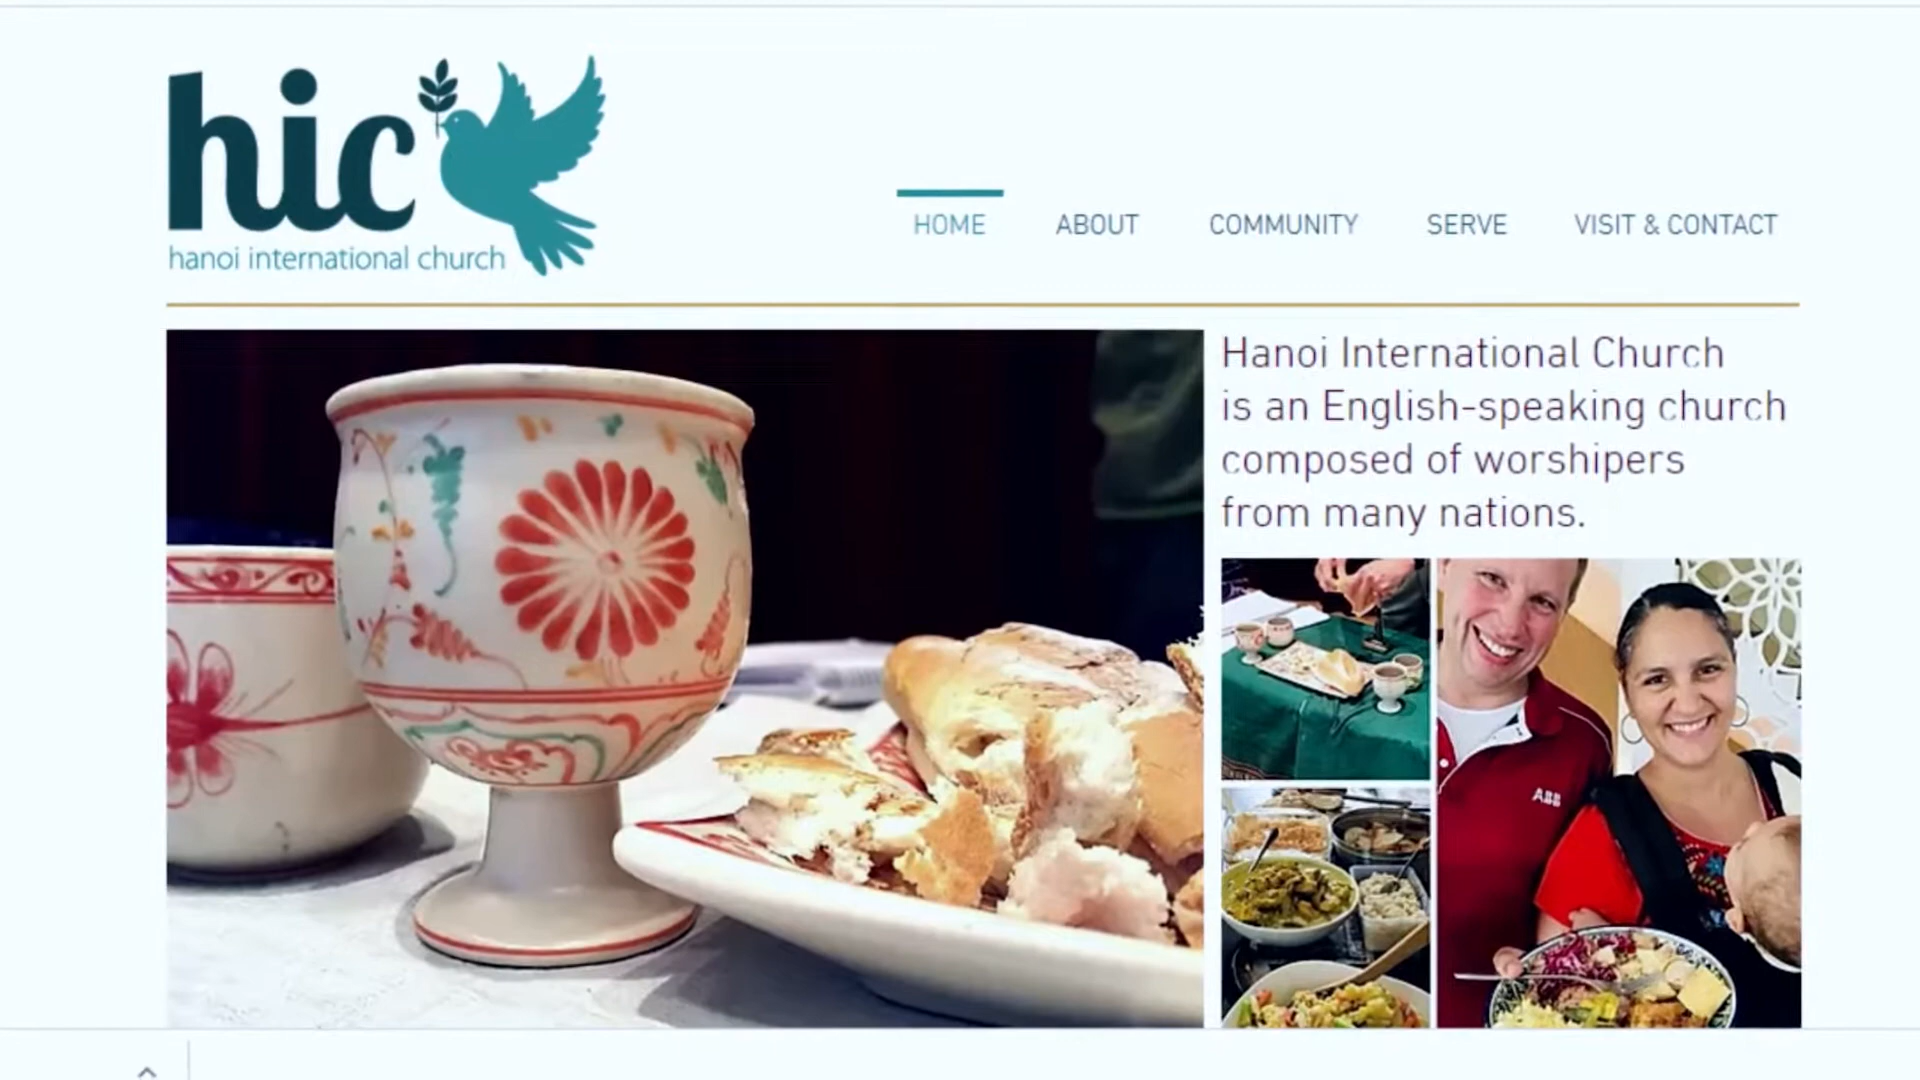 hic
hanoi international church
HOME ABOUT COMMUNITY SERVE VISIT & CONTACT
Hanoi International Church
is an English-speaking church
composed of worshipers
from many nations.
ABB